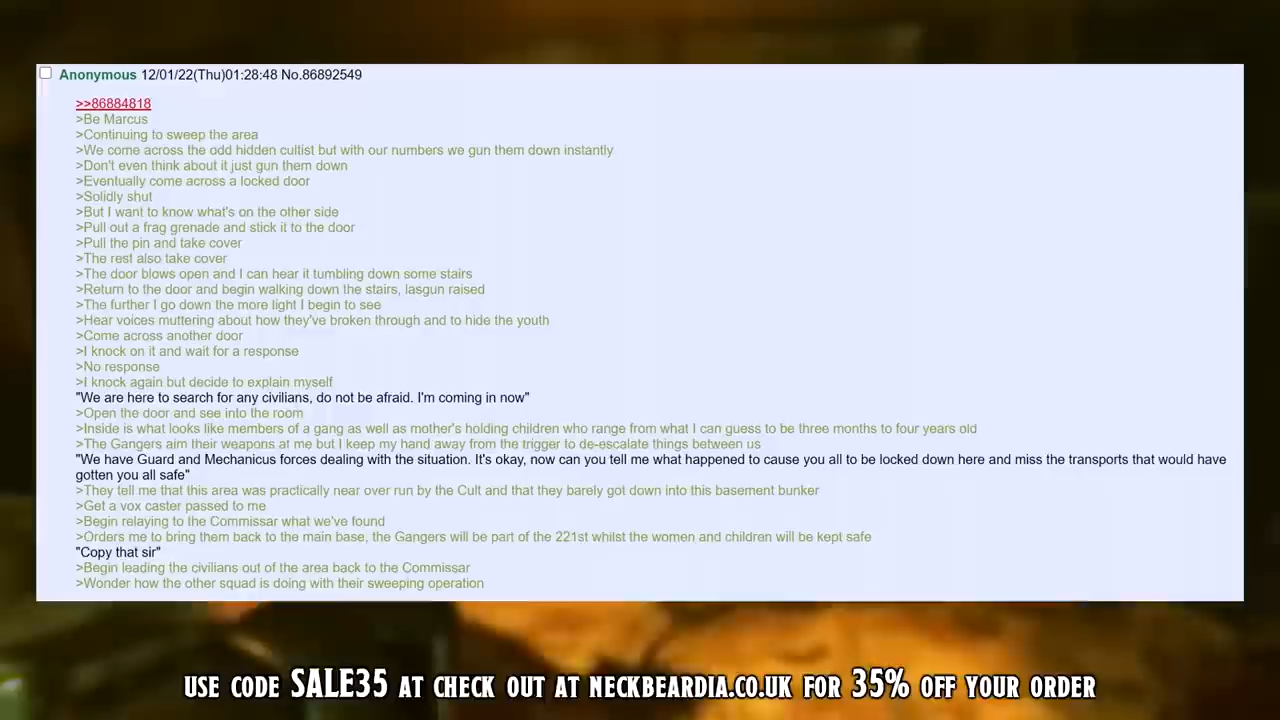 Anonymous 12/01/22(Thu)01:28:48 No.86892549
>>86884818
>Be Marcus
>Continuing to sweep the area
>We come across the odd hidden cultist but with our numbers we gun them down instantly
>Don't even think about it just gun them down
>Eventually come across a locked door
>Solidly shut
>But I want to know what's on the other side
>Pull out a frag grenade and stick it to the door
>Pull the pin and take cover
>The rest also take cover
>The door blows open and I can hear it tumbling down some stairs
>Return to the door and begin walking down the stairs, lasgun raised
>The further I go down the more light I begin to see
>Hear voices muttering about how they've broken through and to hide the youth
>Come across another door
>I knock on it and wait for a response
>No response
>I knock again but decide to explain myself
"We are here to search for any civilians, do not be afraid. I'm coming in now"
>Open the door and see into the room
>Inside is what looks like members of a gang as well as mother's holding children who range from what I can guess to be three months to four years old
>The Gangers aim their weapons at me but I keep my hand away from the trigger to de-escalate things between us
"We have Guard and Mechanicus forces dealing with the situation. It's okay, now can you tell me what happened to cause you all to be locked down here and miss the transports that would have
gotten you all safe"
>They tell me that this area was practically near over run by the Cult and that they barely got down into this basement bunker
>Get a vox caster passed to me
>Begin relaying to the Commissar what we've found
>Orders me to bring them back to the main base, the Gangers will be part of the 221st whilst the women and children will be kept safe
"Copy that sir"
>Begin leading the civilians out of the area back to the Commissar
>Wonder how the other squad is doing with their sweeping operation
USE CODE SALE35 AT CHECK OUT AT NECKBEARDIA.CO.UK FOR 35% OFF YOUR ORDER